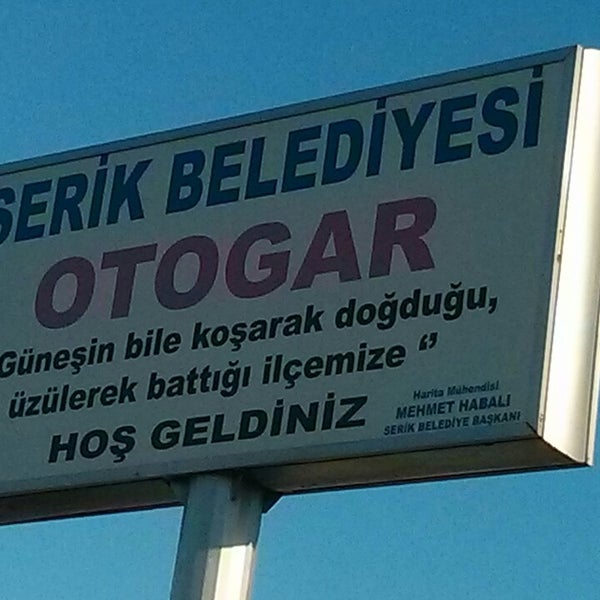 SERİK BELEDİYESİ
OTOGAR
Güneşin bile koşarak doğduğu,
üzülerek battığı ilçemize ‘’
HOŞ GELDİNİZ
Harita Mühendisi
MEHMET HABALI
SERİK BELEDİYE BAŞKANI